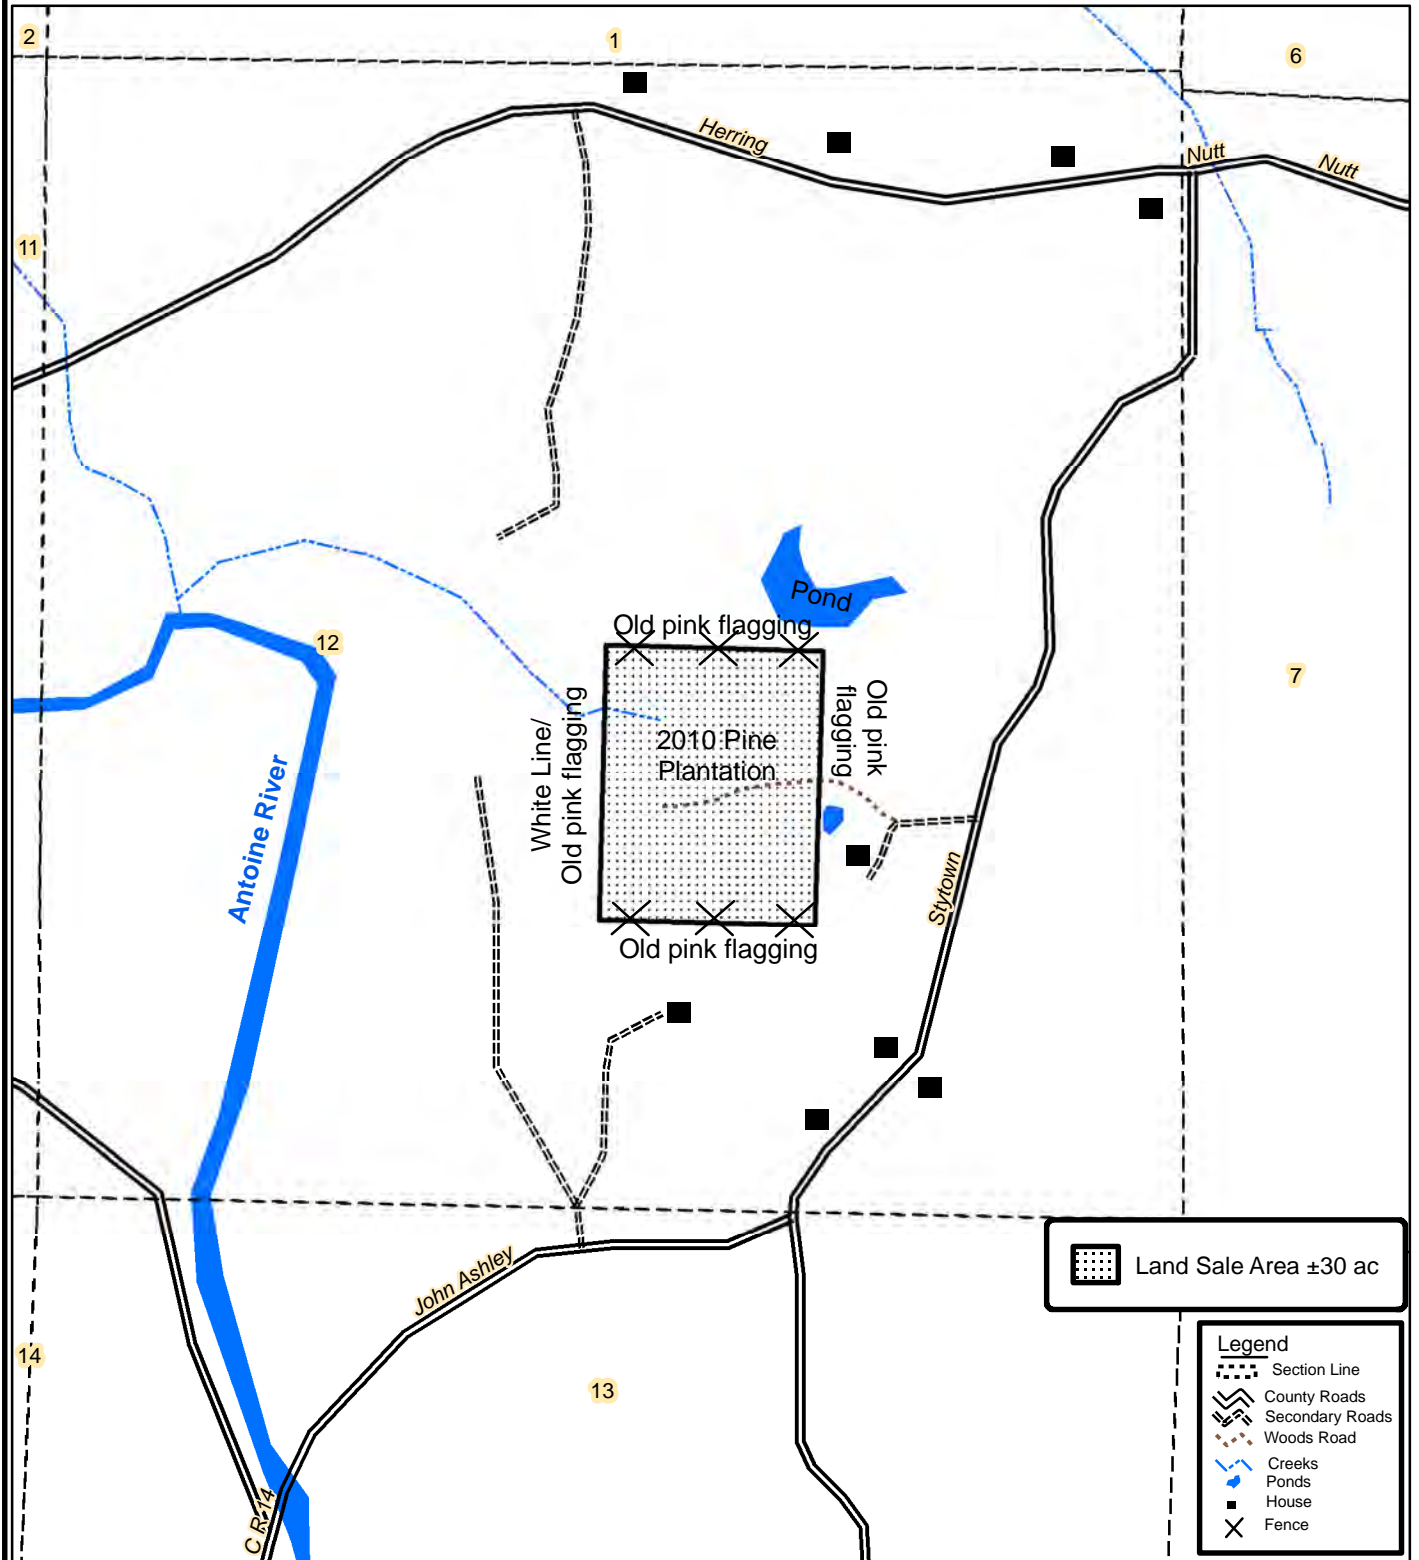 2
1
6
Herring
Nutt
Nutt
11
Pond
Old pink flagging
12
7
White Line/
Old pink flagging
Old pink
flagging
2010 Pine
Plantation
Antoine River
Stytown
Old pink flagging
John Ashley
Land Sale Area ±30 ac
14
13
C R 14
Legend
Section Line
County Roads
Secondary Roads
Woods Road
Creeks
Ponds
House
Fence